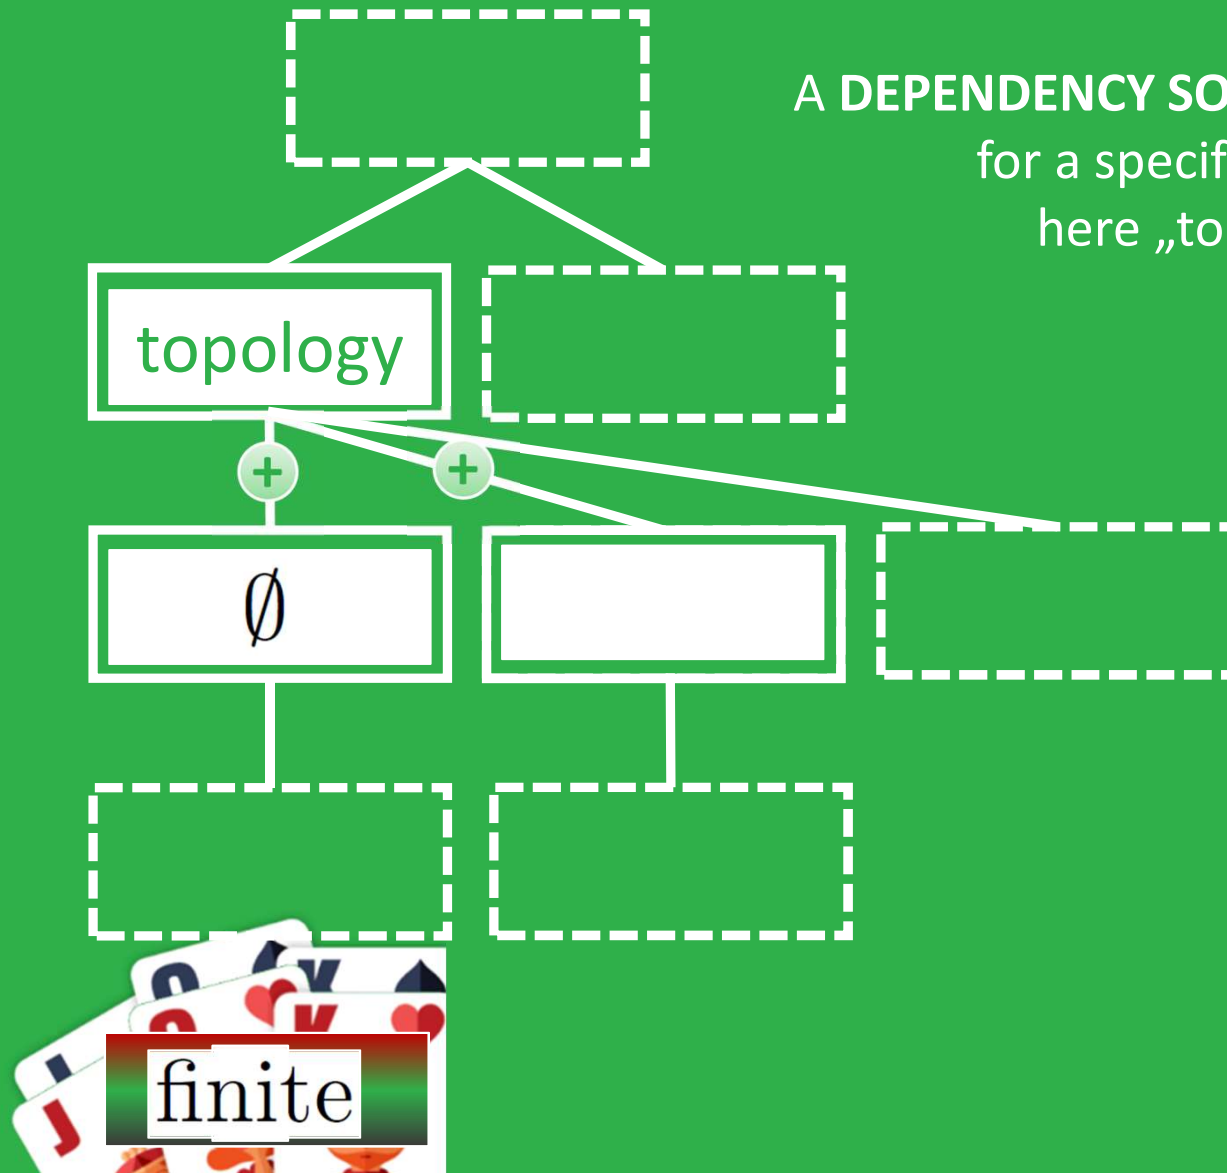 A DEPENDENCY SO
for a specif
here „to
topology
+
+
∅
Q
K
Q
K
J
J
finite